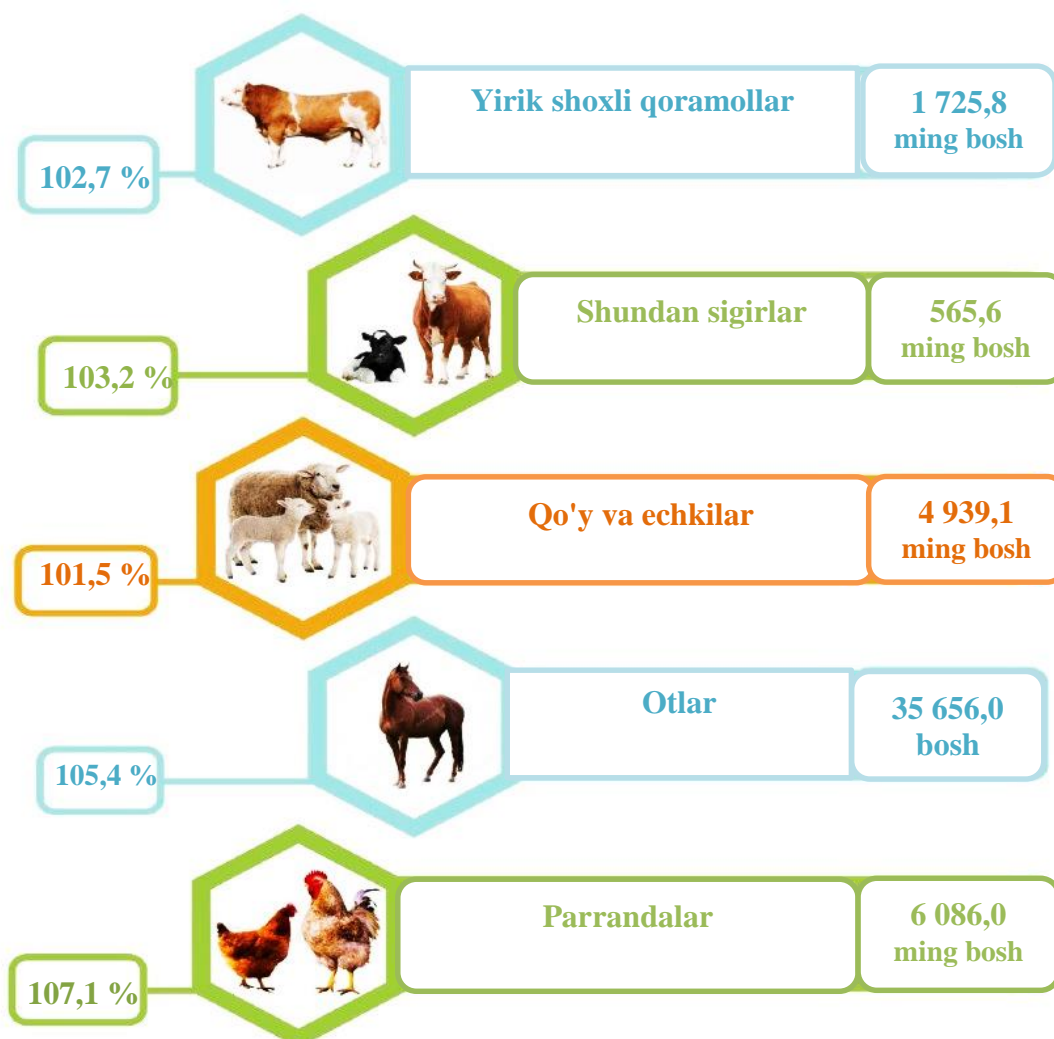 Yirik shoxli qoramollar
1 725,8
ming bosh
102,7 %
Shundan sigirlar
565,6
ming bosh
103,2 %
Qo'y va echkilar
4 939,1
ming bosh
101,5 %
Otlar
35 656,0
bosh
105,4 %
Parrandalar
6 086,0
ming bosh
107,1 %